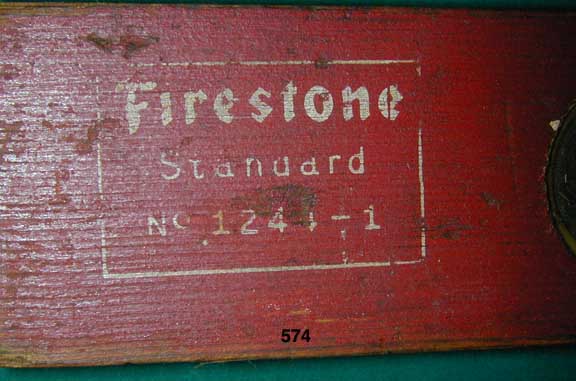 Firestone
Standard
No 1244-1
574